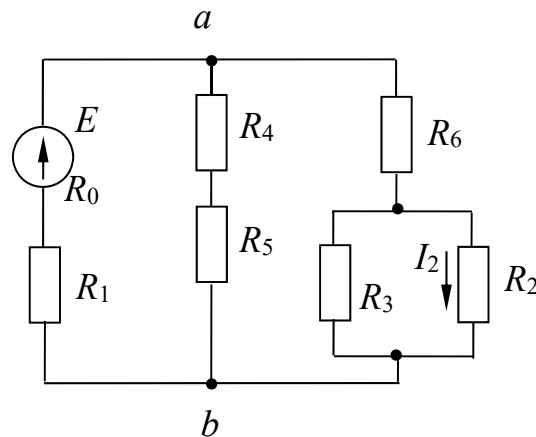 a
E
R₀
R₁
R₄
R₅
R₆
R₃
I₂
R₂
b